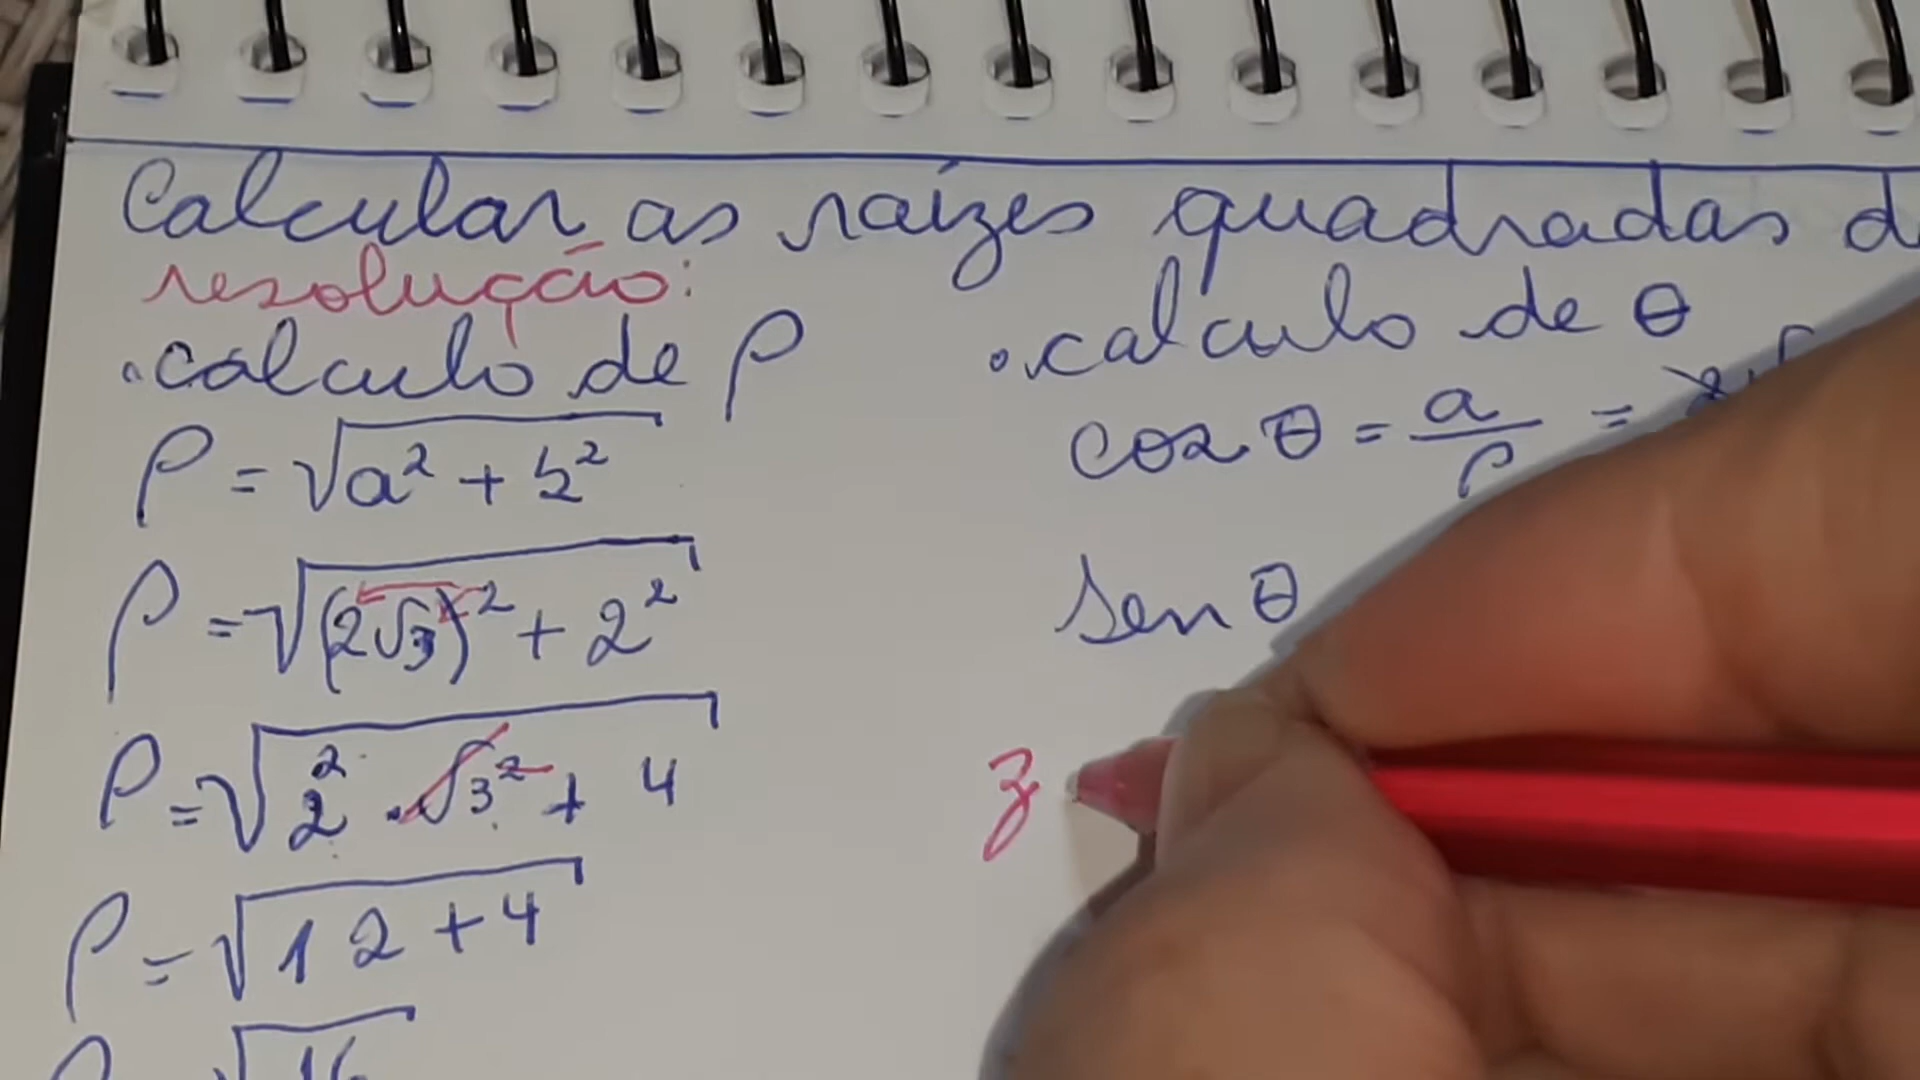 Calcular as raízes quadradas d
resolução:
.calculo de ρ
ρ = √a² + b²
ρ = √(2√3)² + 2²
ρ = √2² . √3² + 4
ρ = √12 + 4
√16
.calculo de θ
cos θ = a/ρ =
sen θ
z